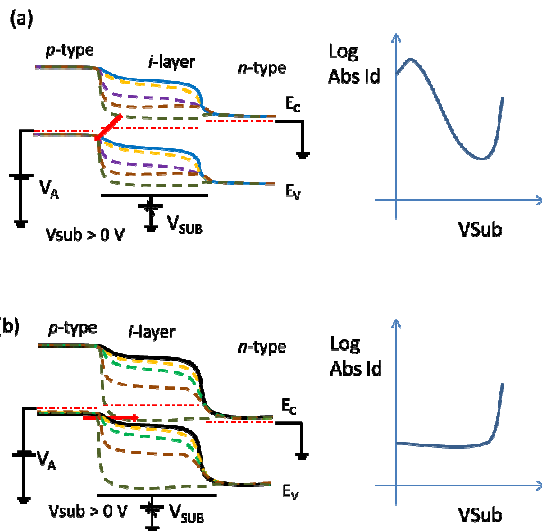 (a)
p-type
i-layer
n-type
E_C
V_A
E_V
V_SUB
Vsub > 0 V
Log
Abs Id
VSub
(b)
p-type
i-layer
n-type
E_C
V_A
E_V
V_SUB
Vsub > 0 V
Log
Abs Id
VSub